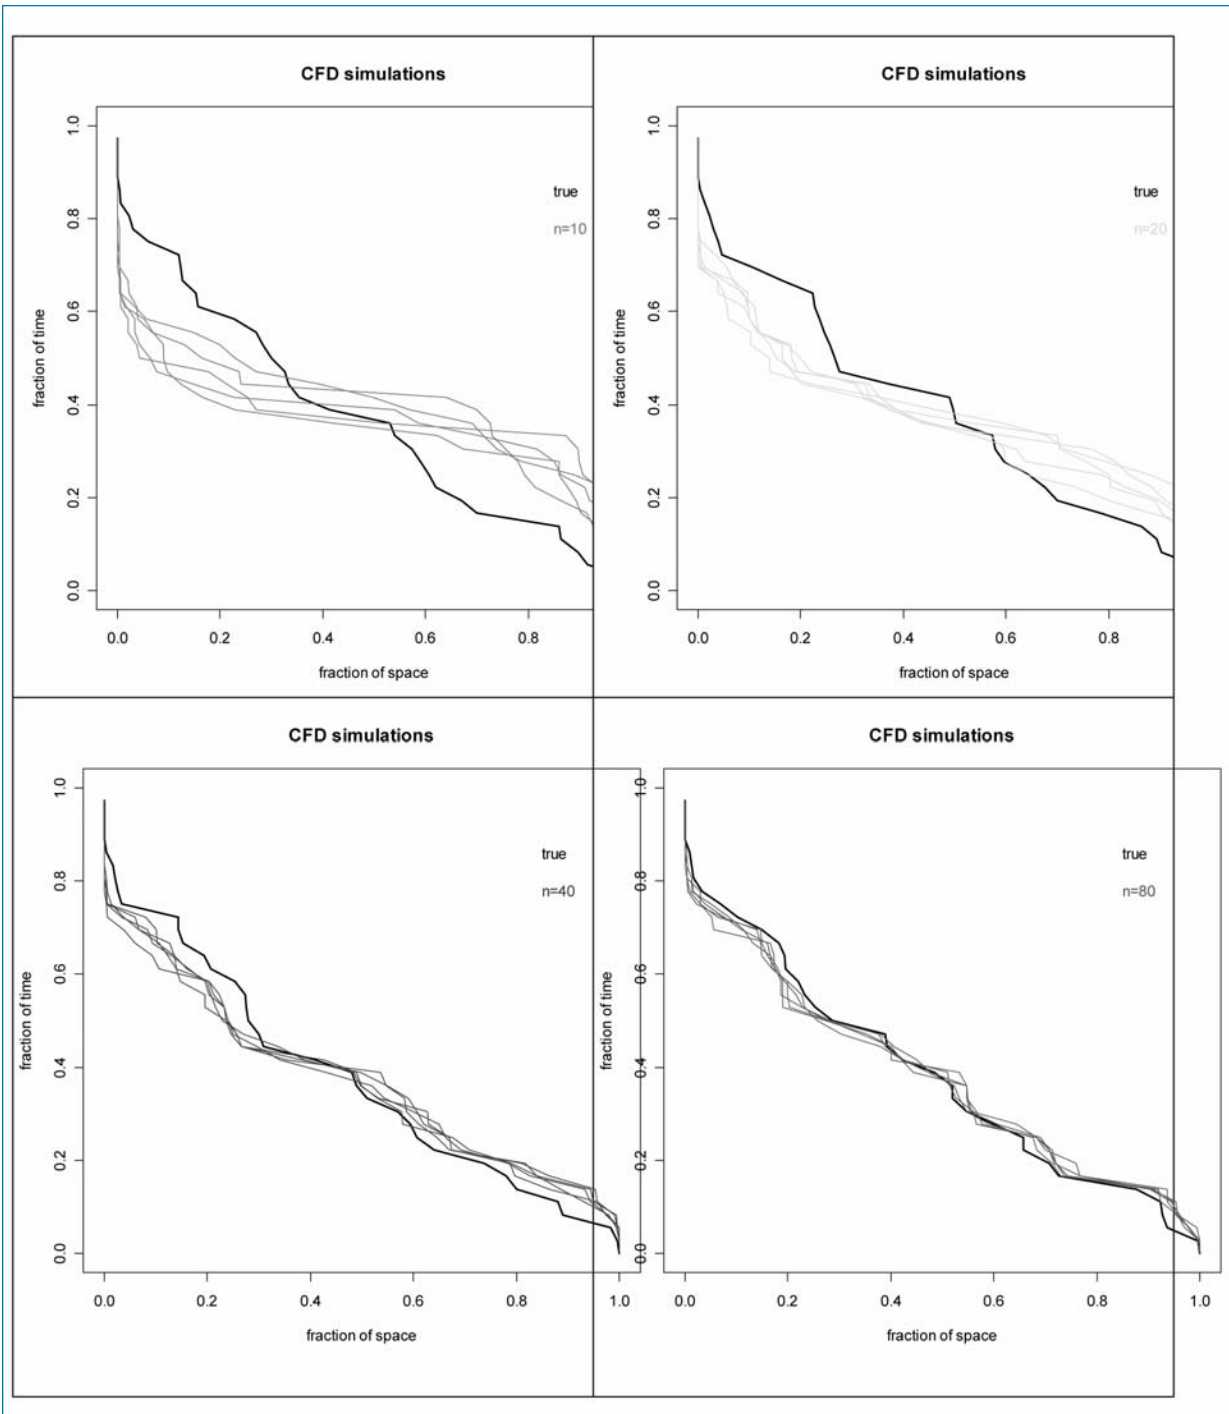 CFD simulations
1.0
0.8
0.6
0.4
0.2
0.0
fraction of time
true
n=10
0.0 0.2 0.4 0.6 0.8
fraction of space
CFD simulations
1.0
0.8
0.6
0.4
0.2
0.0
fraction of time
true
n=20
0.0 0.2 0.4 0.6 0.8
fraction of space
CFD simulations
1.0
0.8
0.6
0.4
0.2
0.0
fraction of time
true
n=40
0.0 0.2 0.4 0.6 0.8 1.0
fraction of space
CFD simulations
1.0
0.8
0.6
0.4
0.2
0.0
fraction of time
true
n=80
0.0 0.2 0.4 0.6 0.8 1.0
fraction of space